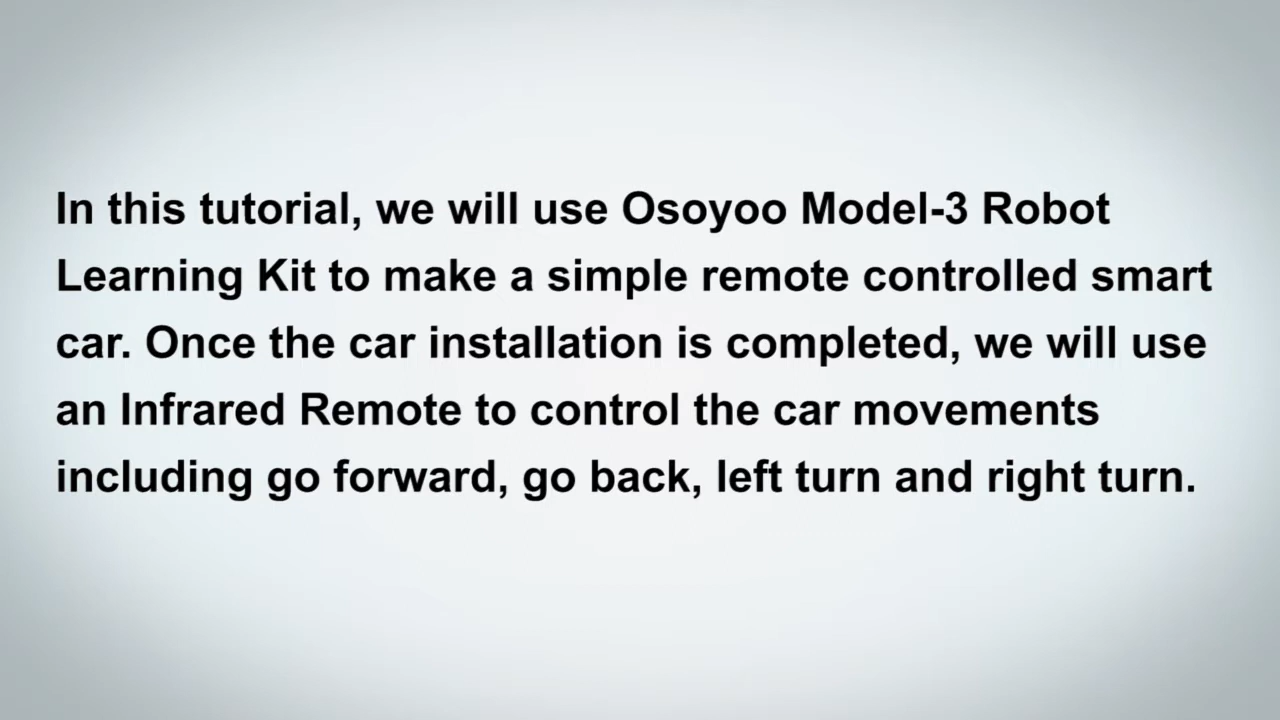 In this tutorial, we will use Osoyoo Model-3 Robot
Learning Kit to make a simple remote controlled smart
car. Once the car installation is completed, we will use
an Infrared Remote to control the car movements
including go forward, go back, left turn and right turn.